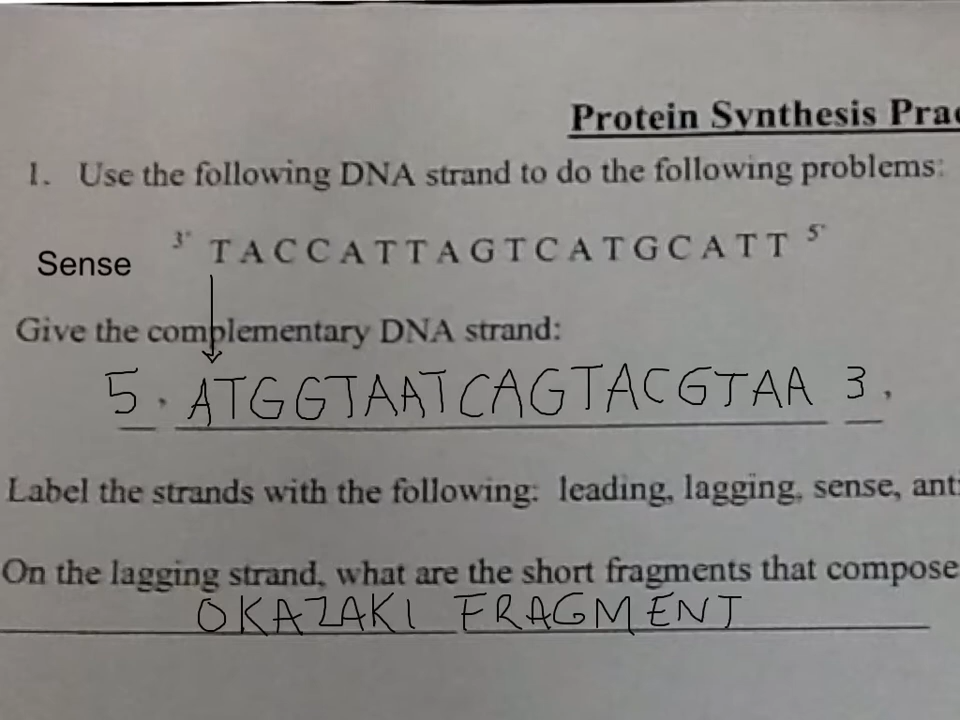 Protein Synthesis Prac
1. Use the following DNA strand to do the following problems:
Sense 3' T A C C A T T A G T C A T G C A T T 5'
Give the complementary DNA strand:
5 . ATGGTAATCAGTACGTAA 3 .
Label the strands with the following: leading, lagging, sense, anti
On the lagging strand, what are the short fragments that compose
OKAZAKI FRAGMENT